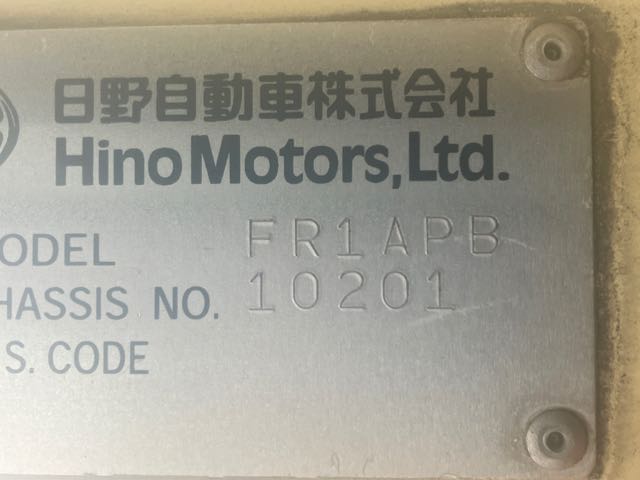 日野自動車株式会社
Hino Motors, Ltd.
ODEL FR1APB
HASSIS NO. 10201
S. CODE